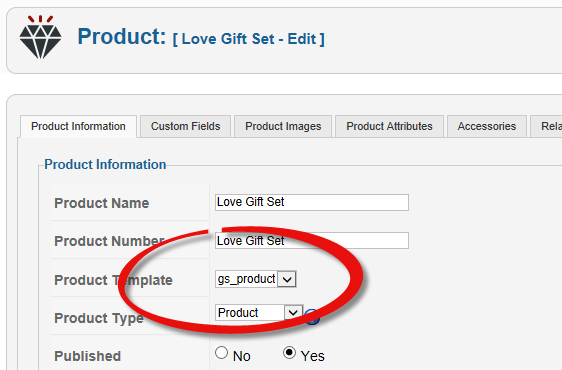 Product: [ Love Gift Set - Edit ]
Product Information Custom Fields Product Images Product Attributes Accessories Rela
Product Information
Product Name Love Gift Set
Product Number Love Gift Set
Product Template gs_product
Product Type Product
Published No Yes